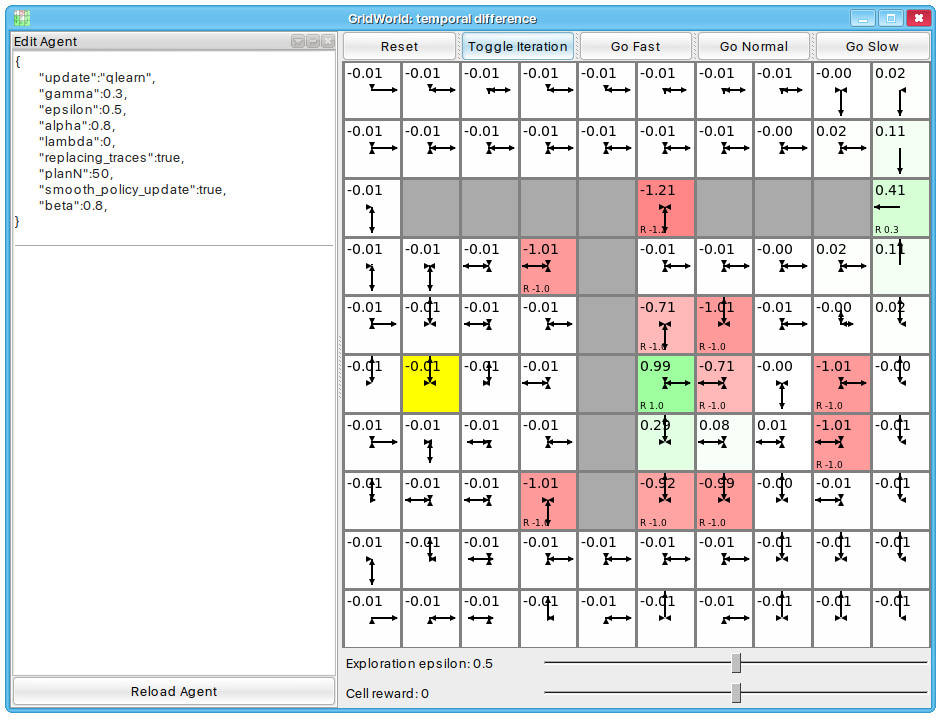 GridWorld: temporal difference
Edit Agent
{
"update":"qlearn",
"gamma":0.3,
"epsilon":0.5,
"alpha":0.8,
"lambda":0,
"replacing_traces":true,
"planN":50,
"smooth_policy_update":true,
"beta":0.8,
}
Reload Agent
Reset Toggle Iteration Go Fast Go Normal Go Slow
-0.01 -0.01 -0.01 -0.01 -0.01 -0.01 -0.01 -0.01 -0.00 0.02
-0.01 -0.01 -0.01 -0.01 -0.01 -0.01 -0.01 -0.00 0.02 0.11
-0.01 -1.21 0.41
R -1.2 R 0.3
-0.01 -0.01 -0.01 -1.01 -0.01 -0.01 -0.00 0.02 0.11
R -1.0
-0.01 -0.01 -0.01 -0.01 -0.71 -1.01 -0.01 -0.00 0.02
R -1.0 R -1.0
-0.01 -0.01 -0.01 -0.01 0.99 -0.71 -0.00 -1.01 -0.00
R 1.0 R -1.0 R -1.0
-0.01 -0.01 -0.01 -0.01 0.29 0.08 0.01 -1.01 -0.01
R -1.0
-0.01 -0.01 -0.01 -1.01 -0.92 -0.99 -0.00 -0.01 -0.01
R -1.0 R -1.0 R -1.0
-0.01 -0.01 -0.01 -0.01 -0.01 -0.01 -0.01 -0.01 -0.01 -0.01
-0.01 -0.01 -0.01 -0.01 -0.01 -0.01 -0.01 -0.01 -0.01 -0.01
Exploration epsilon: 0.5
Cell reward: 0